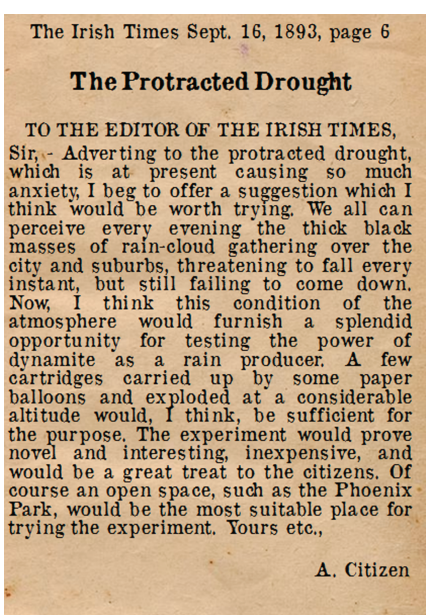 The Irish Times Sept. 16, 1893, page 6
The Protracted Drought
TO THE EDITOR OF THE IRISH TIMES,
Sir, - Adverting to the protracted drought,
which is at present causing so much
anxiety, I beg to offer a suggestion which I
think would be worth trying. We all can
perceive every evening the thick black
masses of rain-cloud gathering over the
city and suburbs, threatening to fall every
instant, but still failing to come down.
Now, I think this condition of the
atmosphere would furnish a splendid
opportunity for testing the power of
dynamite as a rain producer. A few
cartridges carried up by some paper
balloons and exploded at a considerable
altitude would, I think, be sufficient for
the purpose. The experiment would prove
novel and interesting, inexpensive, and
would be a great treat to the citizens. Of
course an open space, such as the Phoenix
Park, would be the most suitable place for
trying the experiment. Yours etc.,
A. Citizen